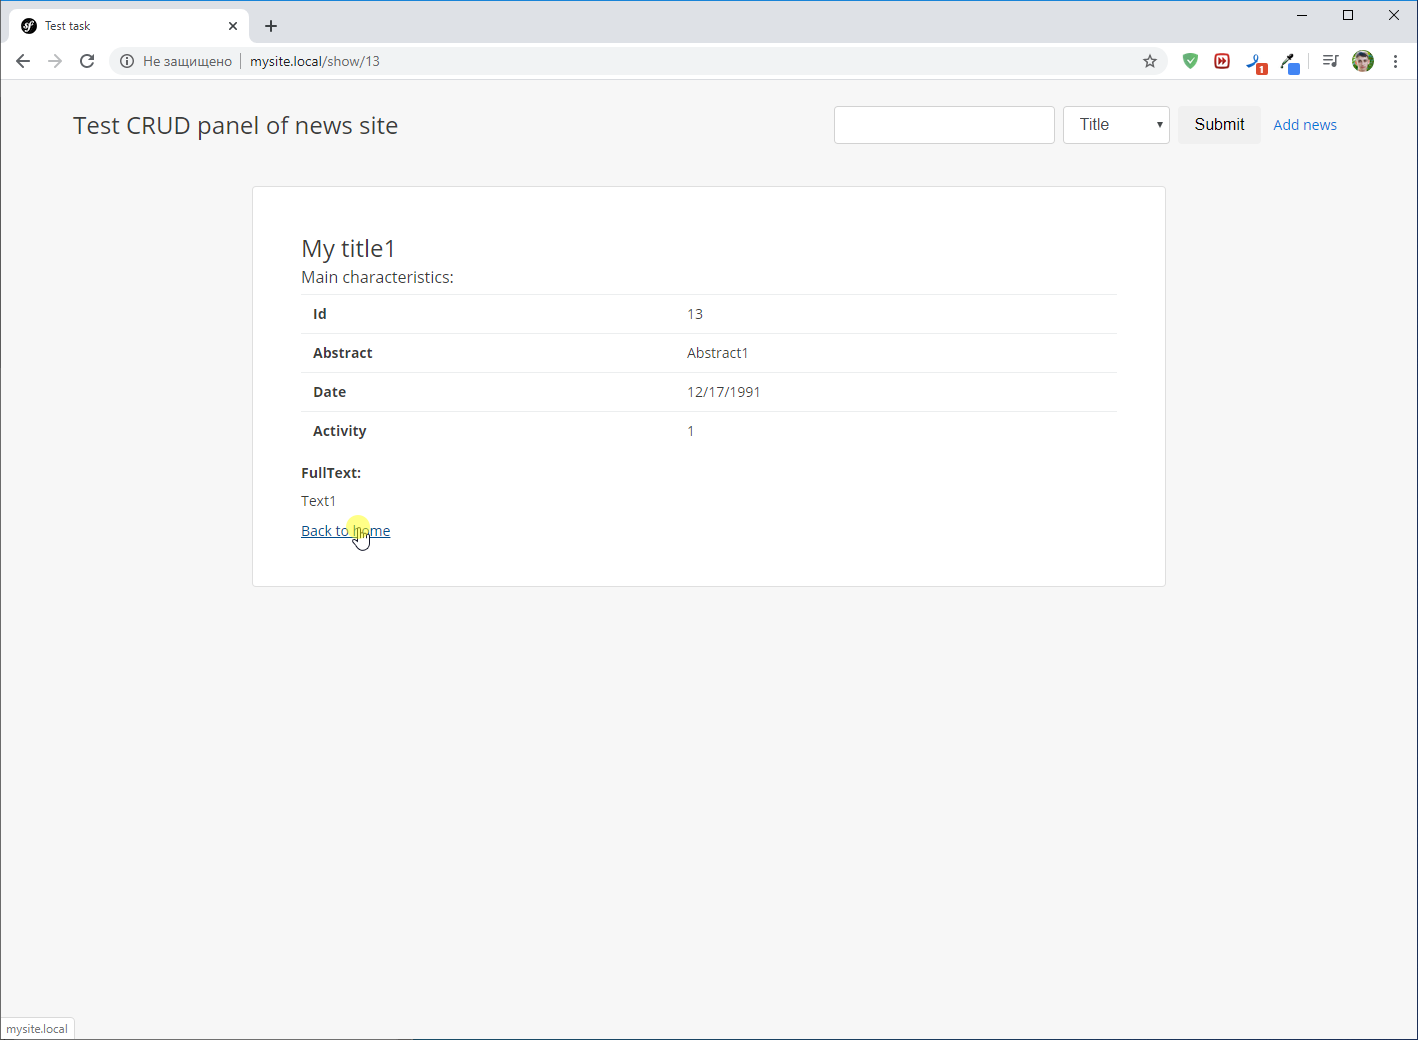 Test task
Не защищено | mysite.local/show/13
1
Test CRUD panel of news site
Title
Submit
Add news
My title1
Main characteristics:
Id 13
Abstract Abstract1
Date 12/17/1991
Activity 1
FullText:
Text1
Back to home
mysite.local